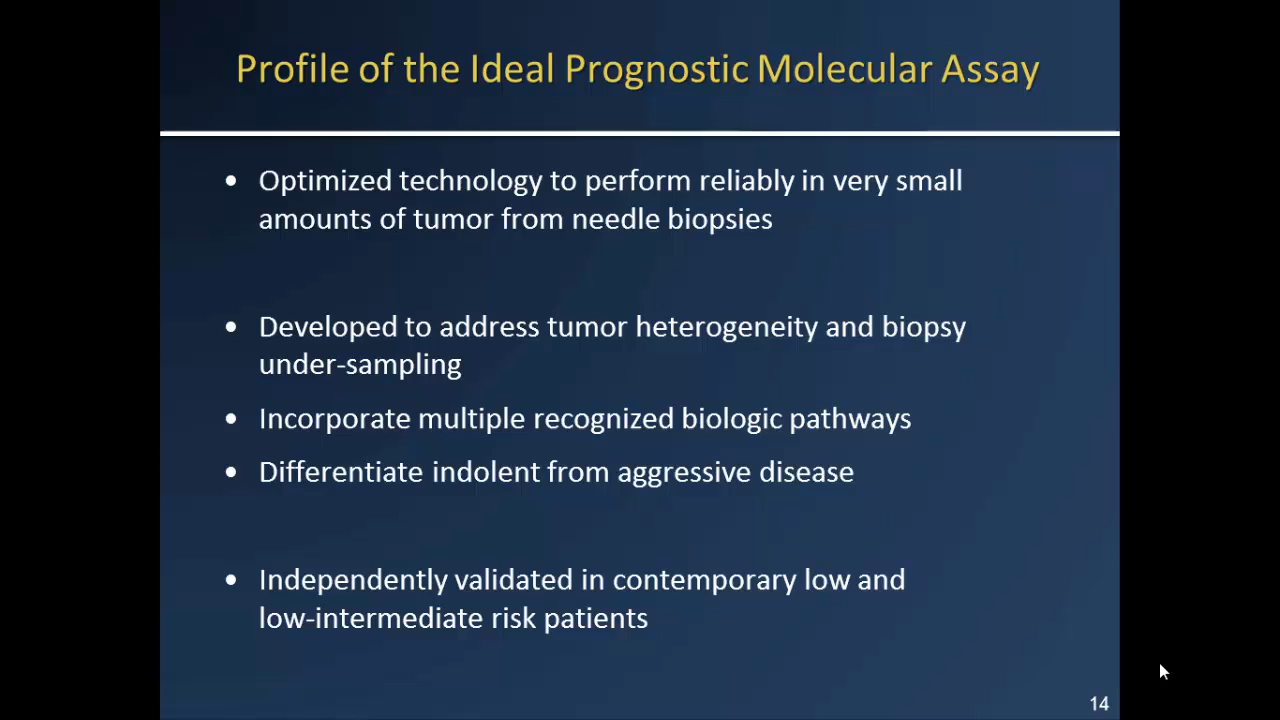 Profile of the Ideal Prognostic Molecular Assay
• Optimized technology to perform reliably in very small
amounts of tumor from needle biopsies
• Developed to address tumor heterogeneity and biopsy
under-sampling
• Incorporate multiple recognized biologic pathways
• Differentiate indolent from aggressive disease
• Independently validated in contemporary low and
low-intermediate risk patients
14